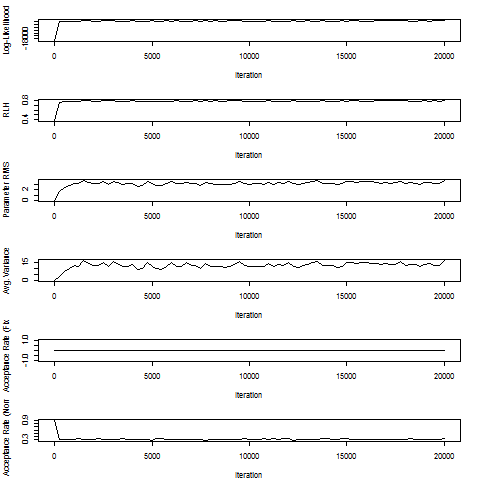 Log-Likelihood
-18000
0 5000 10000 15000 20000
Iteration
RLH
0.4 0.8
0 5000 10000 15000 20000
Iteration
Parameter RMS
0 2
0 5000 10000 15000 20000
Iteration
Avg. Variance
0 15
0 5000 10000 15000 20000
Iteration
Acceptance Rate (Fix
-1.0 1.0
0 5000 10000 15000 20000
Iteration
Acceptance Rate (Norr
0.3 0.9
0 5000 10000 15000 20000
Iteration